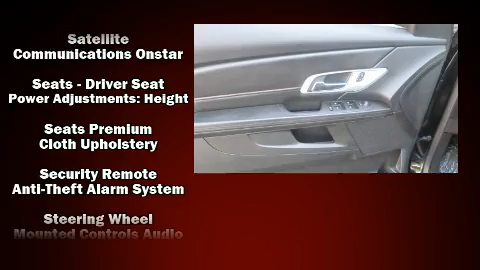 Satellite
Communications Onstar
Seats - Driver Seat
Power Adjustments: Height
Seats Premium
Cloth Upholstery
Security Remote
Anti-Theft Alarm System
Steering Wheel
Mounted Controls Audio